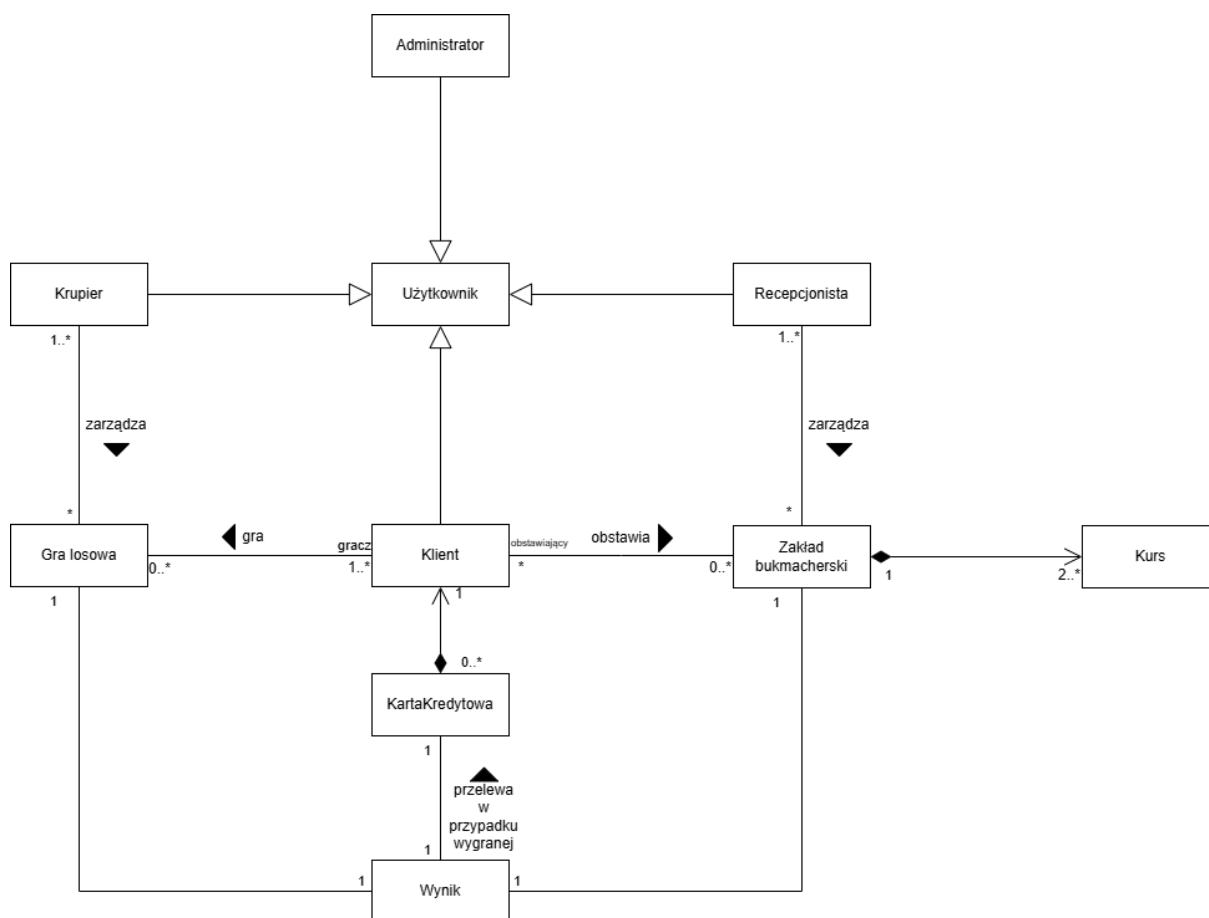 Administrator
Krupier
Użytkownik
Recepcjonista
1..*
1..*
zarządza
zarządza
*
*
Gra losowa
gra
gracz
Klient
obstawiający
obstawia
Zakład
bukmacherski
Kurs
0..*
1..*
*
0..*
1
2..*
1
1
1
0..*
KartaKredytowa
1
przelewa
w
przypadku
wygranej
1
1
Wynik
1